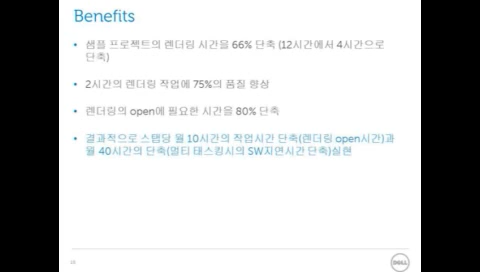 Benefits
• 샘플 프로젝트의 렌더링 시간을 66% 단축 (12시간에서 4시간으로
단축)
• 2시간의 렌더링 작업에 75%의 품질 향상
• 렌더링의 open에 필요한 시간을 80% 단축
• 결과적으로 스탭당 월 10시간의 작업시간 단축(렌더링 open시간)과
월 40시간의 단축(멀티 태스킹시의 SW지연시간 단축)실현
DELL